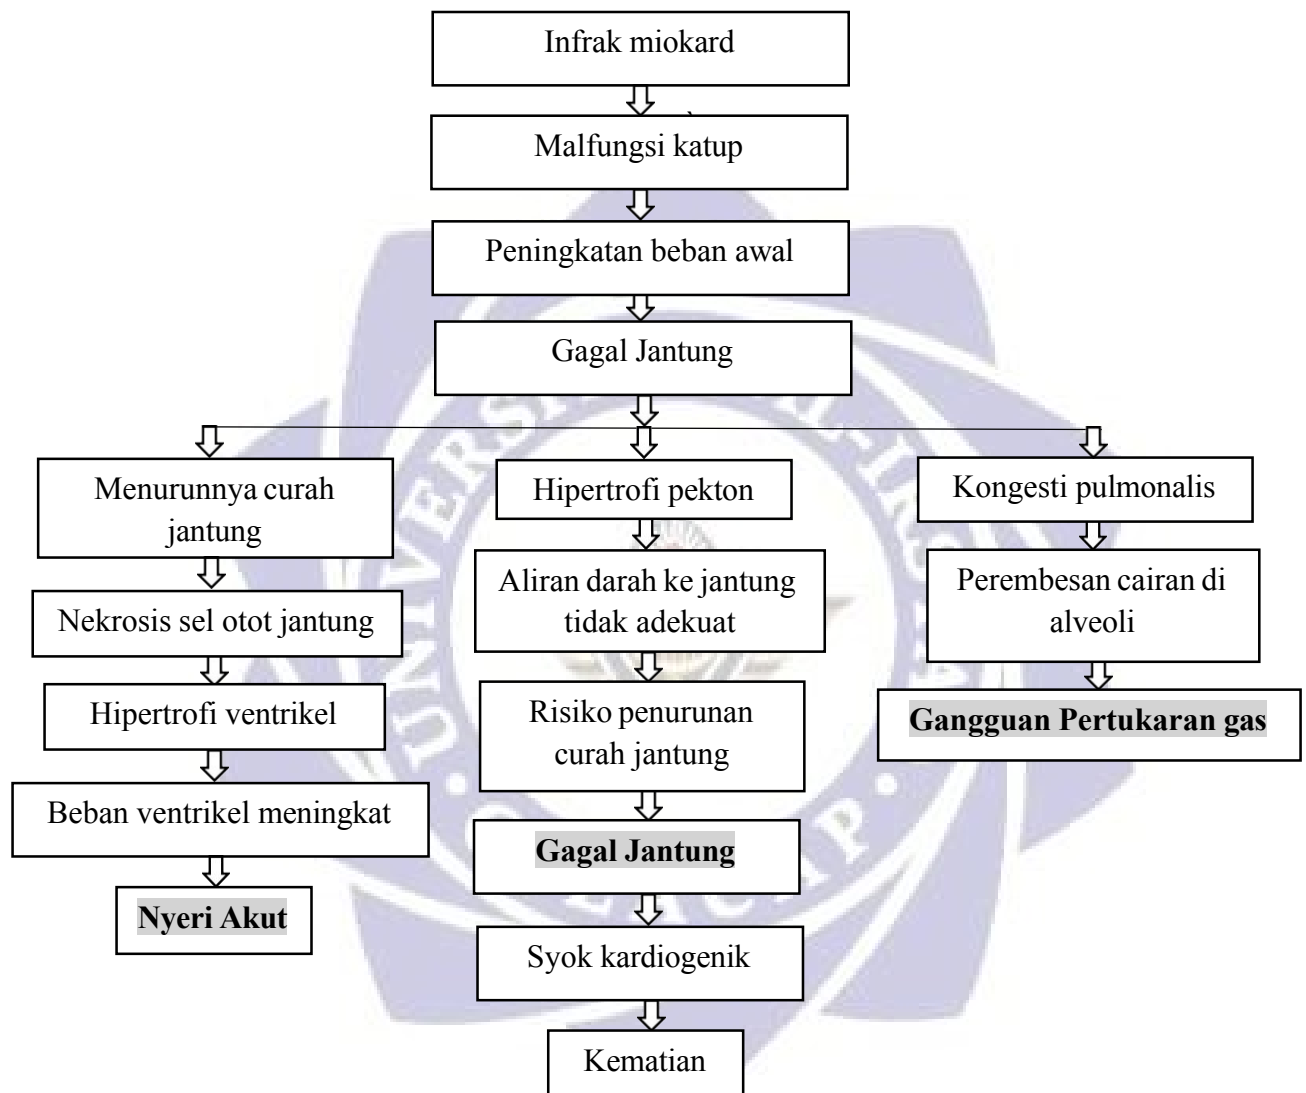 Infrak miokard
Malfungsi katup
Peningkatan beban awal
Gagal Jantung
Menurunnya curah
jantung
Nekrosis sel otot jantung
Hipertrofi ventrikel
Beban ventrikel meningkat
Nyeri Akut
Hipertrofi pekton
Aliran darah ke jantung
tidak adekuat
Risiko penurunan
curah jantung
Gagal Jantung
Syok kardiogenik
Kematian
Kongesti pulmonalis
Perembesan cairan di
alveoli
Gangguan Pertukaran gas